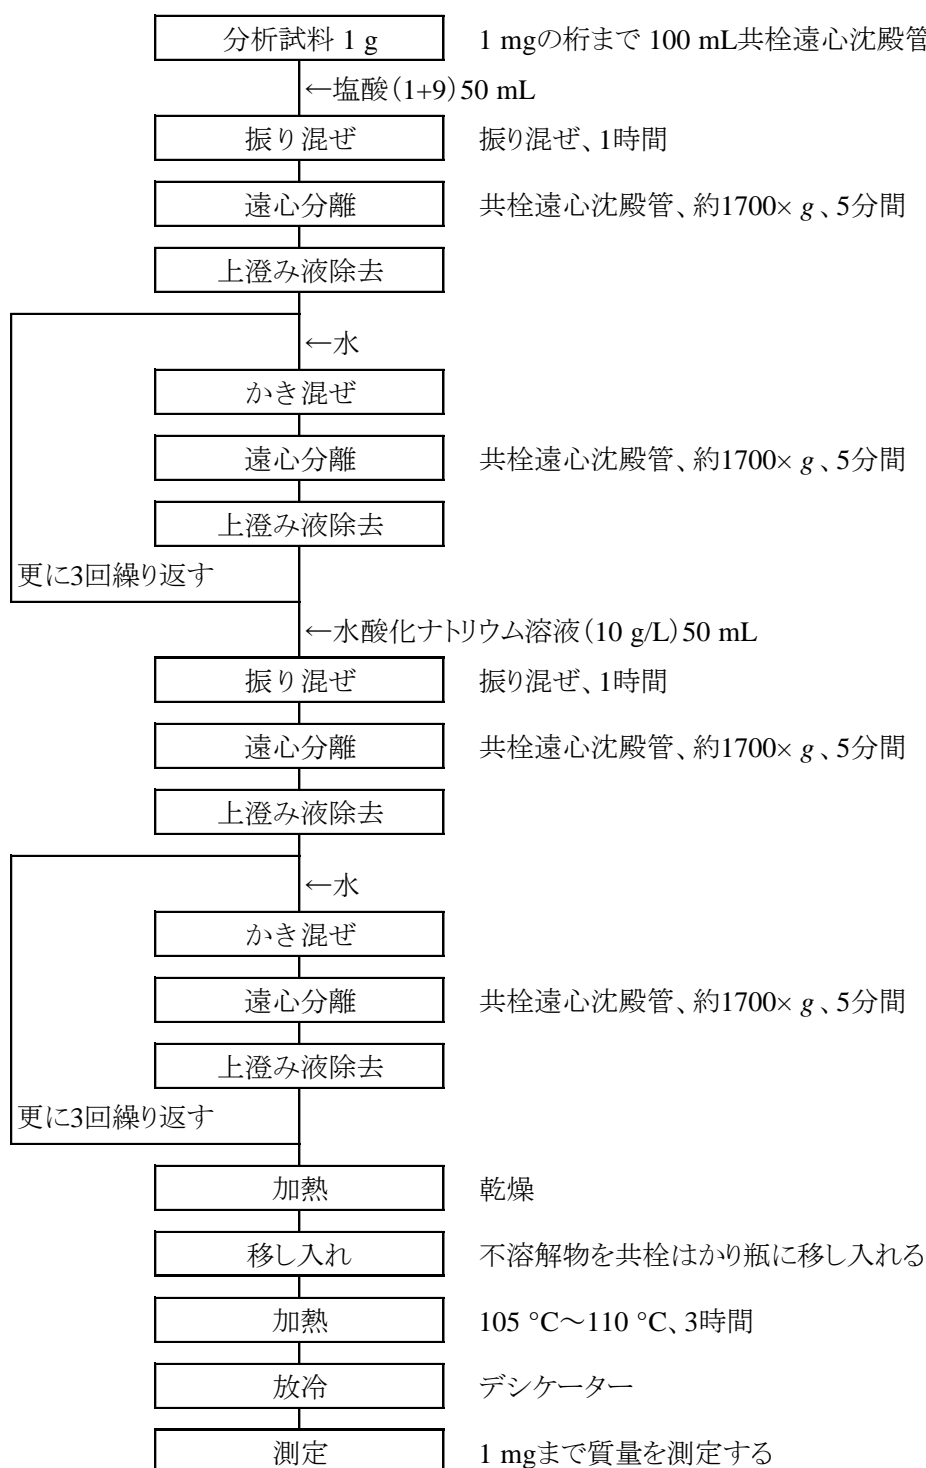 分析試料 1 g 1 mgの桁まで 100 mL共栓遠心沈殿管
←塩酸（1+9）50 mL
振り混ぜ 振り混ぜ、1時間
遠心分離 共栓遠心沈殿管、約1700× g 、5分間
上澄み液除去
←水
かき混ぜ
遠心分離 共栓遠心沈殿管、約1700× g 、5分間
上澄み液除去
更に3回繰り返す
←水酸化ナトリウム溶液（10 g/L）50 mL
振り混ぜ 振り混ぜ、1時間
遠心分離 共栓遠心沈殿管、約1700× g 、5分間
上澄み液除去
←水
かき混ぜ
遠心分離 共栓遠心沈殿管、約1700× g 、5分間
上澄み液除去
更に3回繰り返す
加熱 乾燥
移し入れ 不溶解物を共栓はかり瓶に移し入れる
加熱 105 °C～110 °C、3時間
放冷 デシケーター
測定 1 mgまで質量を測定する